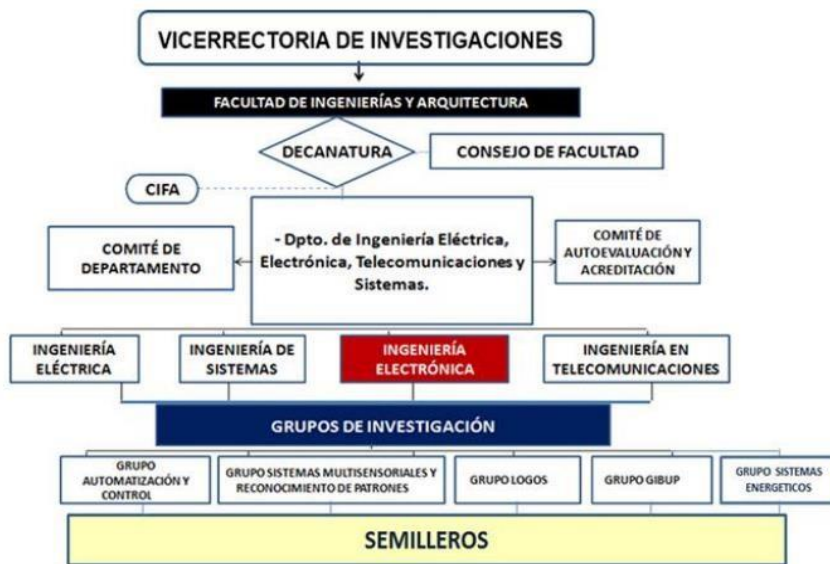 VICERRECTORIA DE INVESTIGACIONES
FACULTAD DE INGENIERÍAS Y ARQUITECTURA
DECANATURA
CONSEJO DE FACULTAD
CIFA
COMITÉ DE
DEPARTAMENTO
- Dpto. de Ingeniería Eléctrica,
Electrónica, Telecomunicaciones y
Sistemas.
COMITÉ DE
AUTOEVALUACIÓN Y
ACREDITACIÓN
INGENIERÍA
ELÉCTRICA
INGENIERÍA DE
SISTEMAS
INGENIERÍA
ELECTRÓNICA
INGENIERÍA EN
TELECOMUNICACIONES
GRUPOS DE INVESTIGACIÓN
GRUPO
AUTOMATIZACIÓN Y
CONTROL
GRUPO SISTEMAS MULTISENSORIALES Y
RECONOCIMIENTO DE PATRONES
GRUPO LOGOS
GRUPO GIBUP
GRUPO SISTEMAS
ENERGETICOS
SEMILLEROS